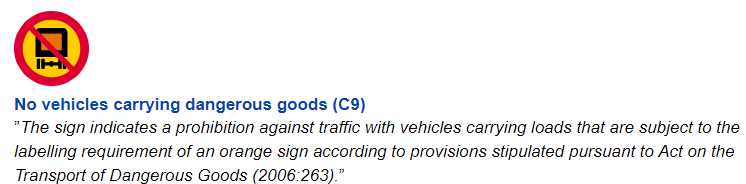 No vehicles carrying dangerous goods (C9)
”The sign indicates a prohibition against traffic with vehicles carrying loads that are subject to the
labelling requirement of an orange sign according to provisions stipulated pursuant to Act on the
Transport of Dangerous Goods (2006:263).”